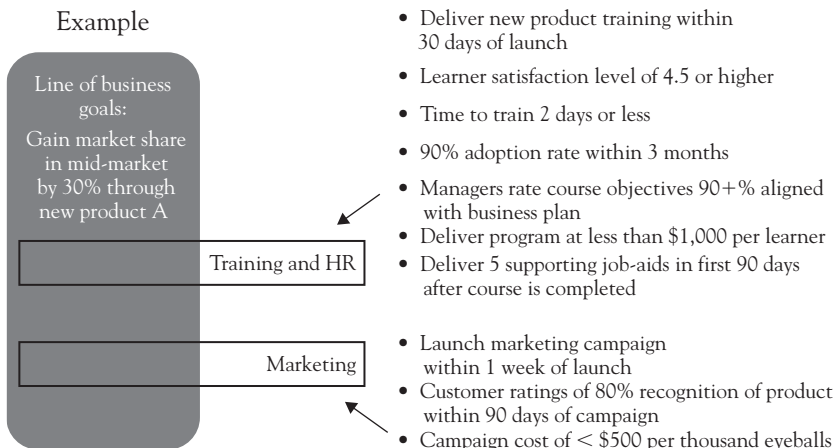 Example
Line of business
goals:
Gain market share
in mid-market
by 30% through
new product A
Training and HR
Marketing
• Deliver new product training within
30 days of launch
• Learner satisfaction level of 4.5 or higher
• Time to train 2 days or less
• 90% adoption rate within 3 months
• Managers rate course objectives 90+% aligned
with business plan
• Deliver program at less than $1,000 per learner
• Deliver 5 supporting job-aids in first 90 days
after course is completed
• Launch marketing campaign
within 1 week of launch
• Customer ratings of 80% recognition of product
within 90 days of campaign
• Campaign cost of < $500 per thousand eyeballs